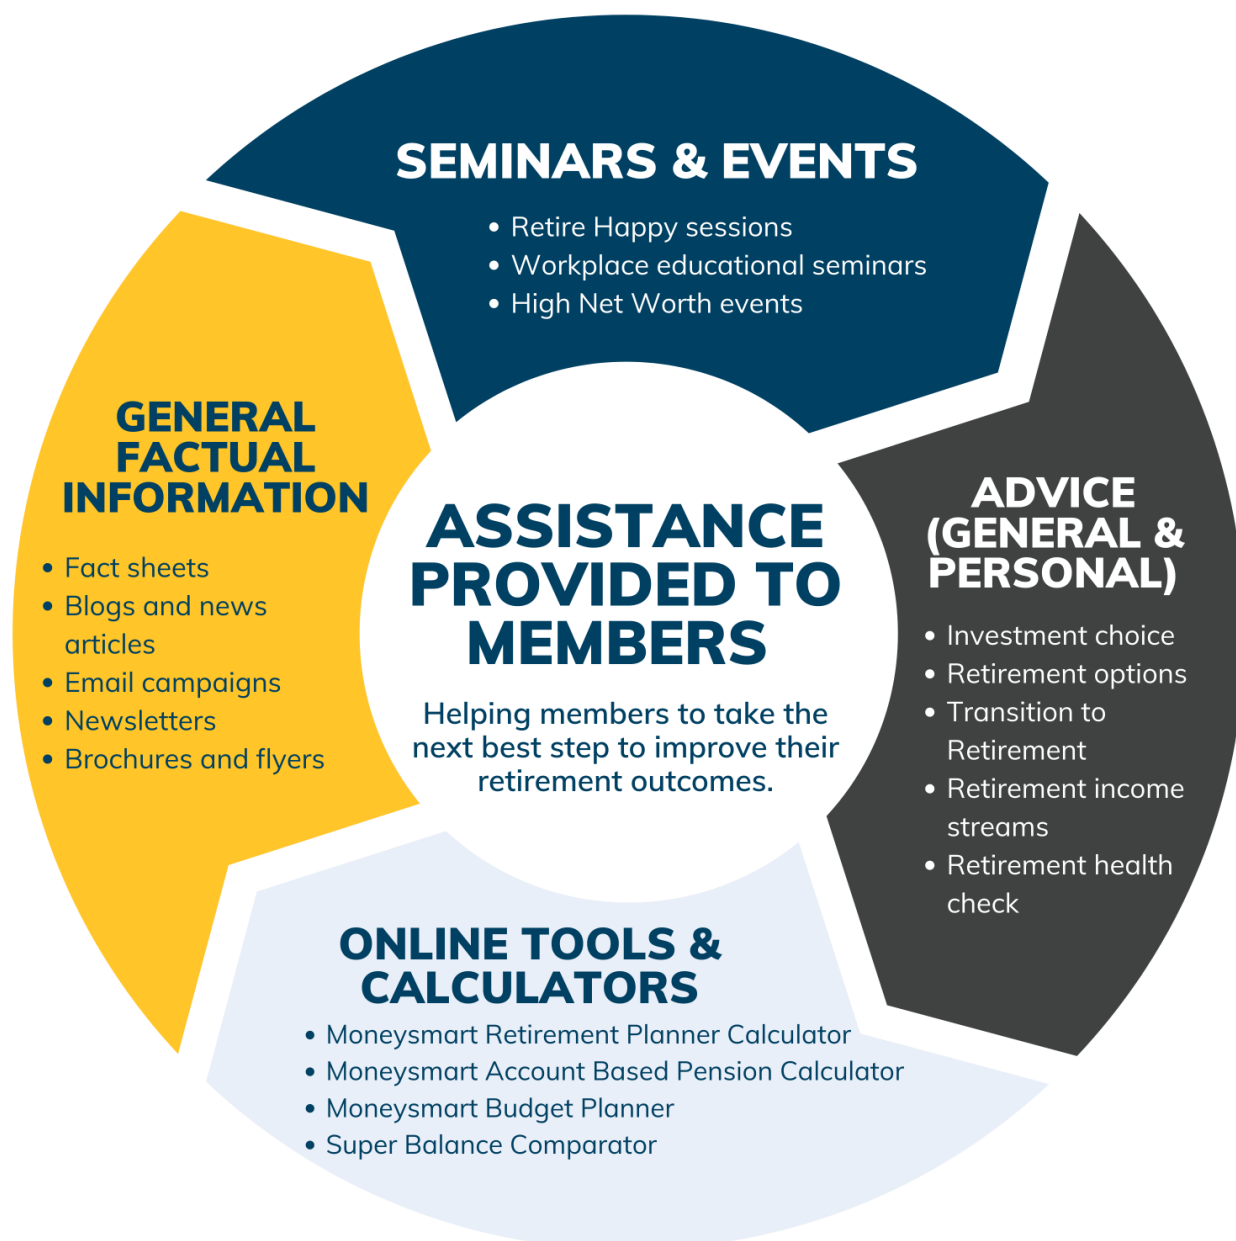 SEMINARS & EVENTS
• Retire Happy sessions
• Workplace educational seminars
• High Net Worth events
GENERAL
FACTUAL
INFORMATION
• Fact sheets
• Blogs and news
articles
• Email campaigns
• Newsletters
• Brochures and flyers
ASSISTANCE
PROVIDED TO
MEMBERS
Helping members to take the
next best step to improve their
retirement outcomes.
ADVICE
(GENERAL &
PERSONAL)
• Investment choice
• Retirement options
• Transition to
Retirement
• Retirement income
streams
• Retirement health
check
ONLINE TOOLS &
CALCULATORS
• Moneysmart Retirement Planner Calculator
• Moneysmart Account Based Pension Calculator
• Moneysmart Budget Planner
• Super Balance Comparator